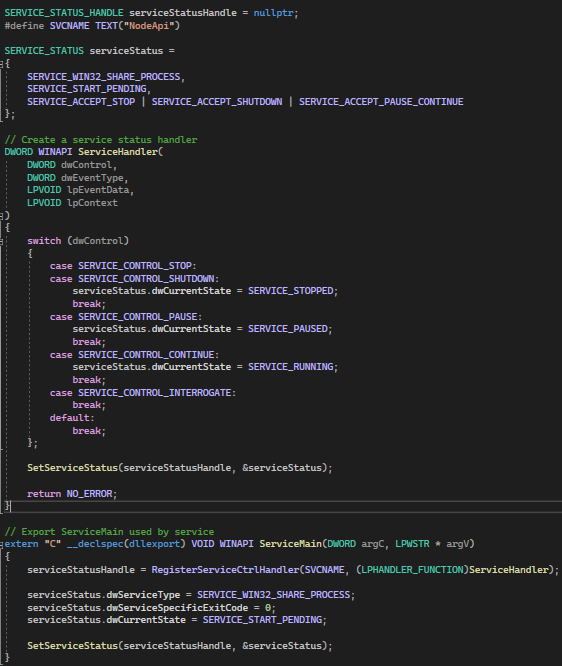 SERVICE_STATUS_HANDLE serviceStatusHandle = nullptr;
#define SVCNAME TEXT("NodeApi")
SERVICE_STATUS serviceStatus =
{
SERVICE_WIN32_SHARE_PROCESS,
SERVICE_START_PENDING,
SERVICE_ACCEPT_STOP | SERVICE_ACCEPT_SHUTDOWN | SERVICE_ACCEPT_PAUSE_CONTINUE
};
// Create a service status handler
DWORD WINAPI ServiceHandler(
DWORD dwControl,
DWORD dwEventType,
LPVOID lpEventData,
LPVOID lpContext
)
{
switch (dwControl)
{
case SERVICE_CONTROL_STOP:
case SERVICE_CONTROL_SHUTDOWN:
serviceStatus.dwCurrentState = SERVICE_STOPPED;
break;
case SERVICE_CONTROL_PAUSE:
serviceStatus.dwCurrentState = SERVICE_PAUSED;
break;
case SERVICE_CONTROL_CONTINUE:
serviceStatus.dwCurrentState = SERVICE_RUNNING;
break;
case SERVICE_CONTROL_INTERROGATE:
break;
default:
break;
};
SetServiceStatus(serviceStatusHandle, &serviceStatus);
return NO_ERROR;
}
// Export ServiceMain used by service
extern "C" __declspec(dllexport) VOID WINAPI ServiceMain(DWORD argC, LPWSTR * argV)
{
serviceStatusHandle = RegisterServiceCtrlHandler(SVCNAME, (LPHANDLER_FUNCTION)ServiceHandler);
serviceStatus.dwServiceType = SERVICE_WIN32_SHARE_PROCESS;
serviceStatus.dwServiceSpecificExitCode = 0;
serviceStatus.dwCurrentState = SERVICE_START_PENDING;
SetServiceStatus(serviceStatusHandle, &serviceStatus);
}